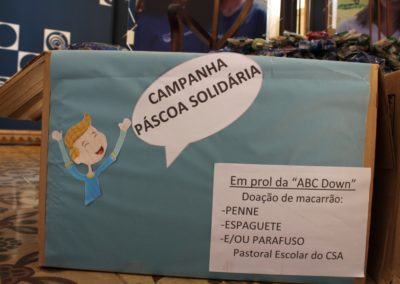 CAMPANHA
PÁSCOA SOLIDÁRIA
Em prol da “ABC Down”
Doação de macarrão:
-PENNE
-ESPAGUETE
-E/OU PARAFUSO
Pastoral Escolar do CSA